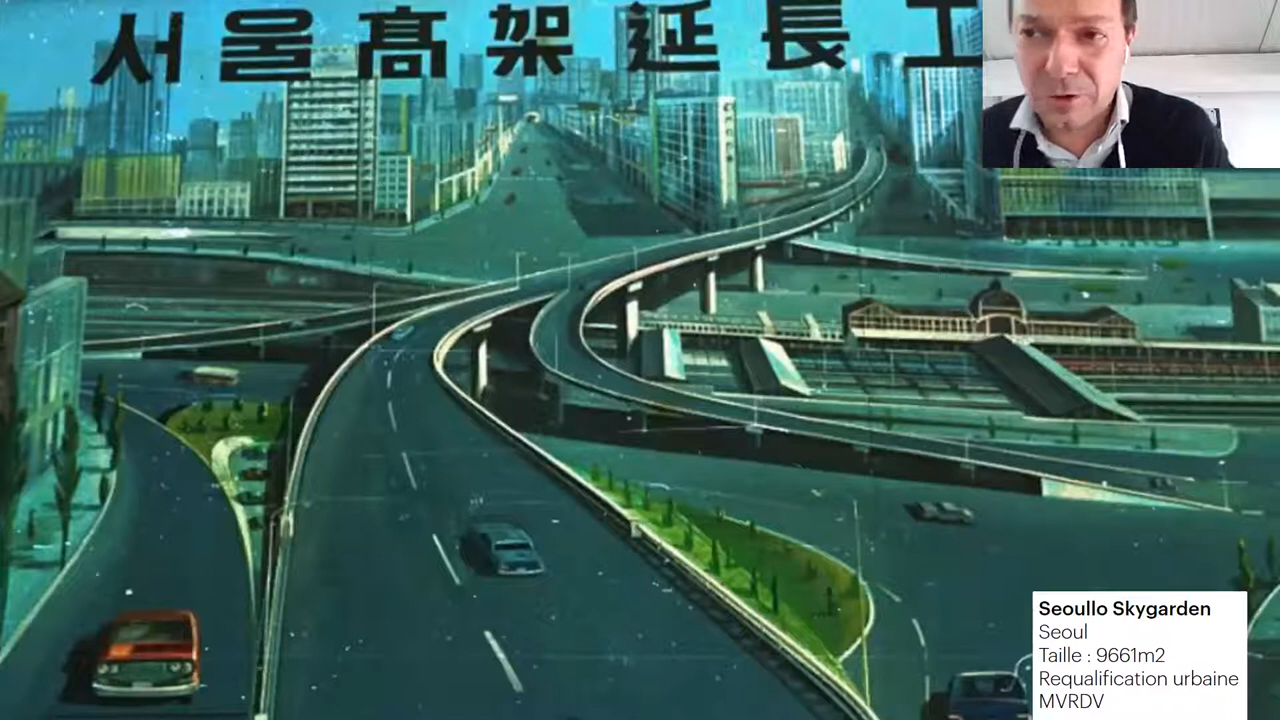 서울高架延長工
Seoullo Skygarden
Seoul
Taille : 9661m2
Requalification urbaine
MVRDV